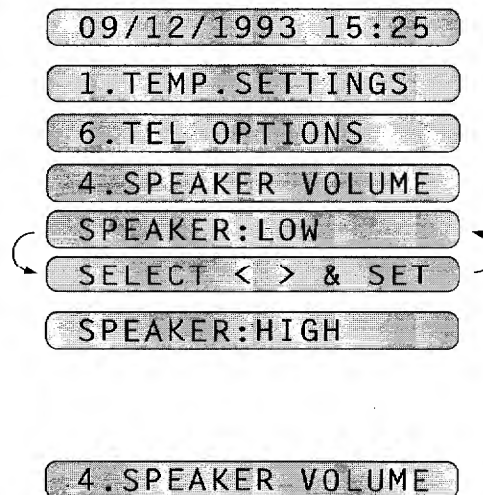 09/12/1993 15:25
1.TEMP.SETTINGS
6.TEL OPTIONS
4.SPEAKER VOLUME
SPEAKER:LOW
SELECT < > & SET
SPEAKER:HIGH
4.SPEAKER VOLUME